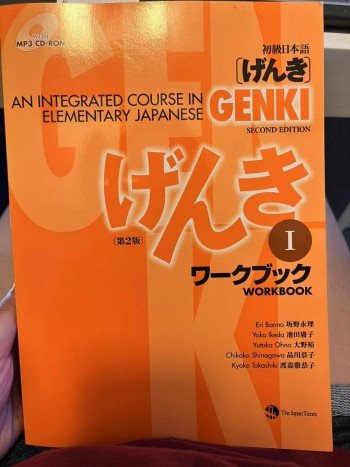 WITH
MP3 CD-ROM
初級日本語
[げんき]
AN INTEGRATED COURSE IN
ELEMENTARY JAPANESE
GENKI
SECOND EDITION
げんき
[第2版]
I
ワークブック
WORKBOOK
Eri Banno 坂野永理
Yoko Ikeda 池田庸子
Yutaka Ohno 大野裕
Chikako Shinagawa 品川恭子
Kyoko Tokashiki 渡嘉敷恭子
The Japan Times